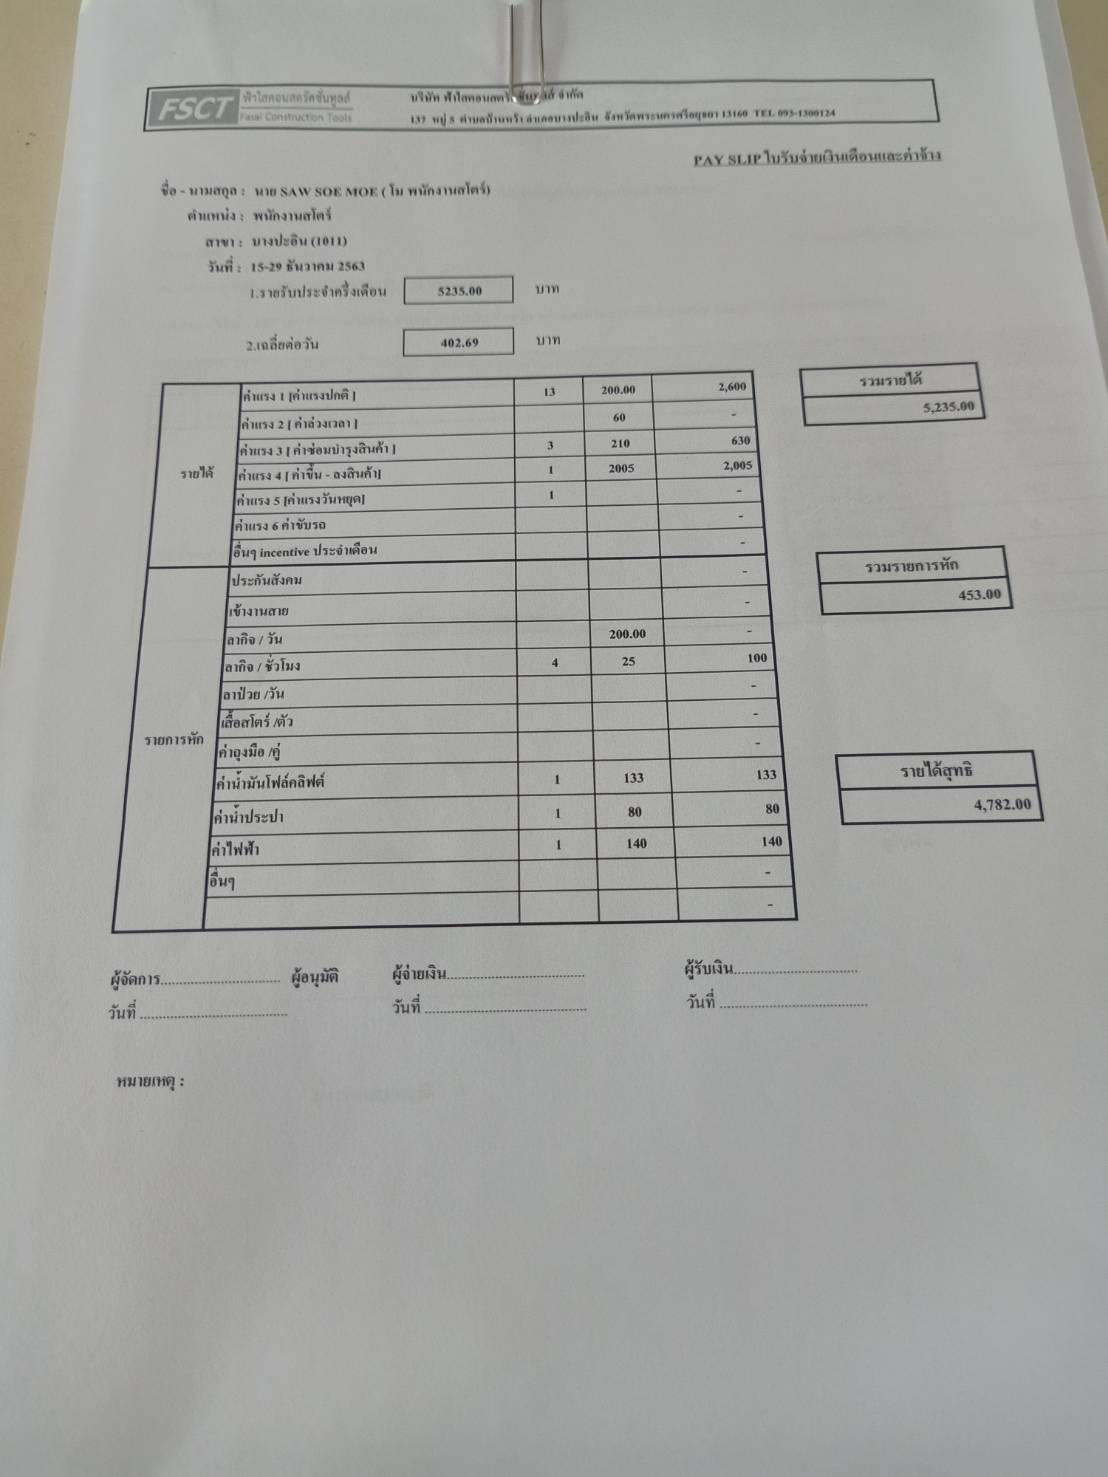 FSCT ฟ้าใสคอนสตรัคชั่นทูลส์
Fasai Construction Tools
บริษัท ฟ้าใสคอนสตรัคชั่นทูลส์ จำกัด
137 หมู่ 5 ตำบลบ้านหว้า อำเภอบางปะอิน จังหวัดพระนครศรีอยุธยา 13160 TEL 093-1300124
PAY SLIP ใบรับจ่ายเงินเดือนและค่าจ้าง
ชื่อ - นามสกุล : นาย SAW SOE MOE ( โม พนักงานสโตร์)
ตำแหน่ง : พนักงานสโตร์
สาขา : บางปะอิน (1011)
วันที่ : 15-29 ธันวาคม 2563
1.รายรับประจำครึ่งเดือน 5235.00 บาท
2.เฉลี่ยต่อวัน 402.69 บาท
รายได้
ค่าแรง 1 [ค่าแรงปกติ ] 13 200.00 2,600
ค่าแรง 2 [ ค่าล่วงเวลา ] 60 -
ค่าแรง 3 [ ค่าซ่อมบำรุงสินค้า ] 3 210 630
ค่าแรง 4 [ ค่าขึ้น - ลงสินค้า] 1 2005 2,005
ค่าแรง 5 [ค่าแรงวันหยุด] 1 -
ค่าแรง 6 ค่าขับรถ -
อื่นๆ incentive ประจำเดือน -
รวมรายได้
5,235.00
รายการหัก
ประกันสังคม -
เข้างานสาย -
ลากิจ / วัน 200.00 -
ลากิจ / ชั่วโมง 4 25 100
ลาป่วย /วัน -
เสื้อสโตร์ /ตัว -
ค่าถุงมือ /คู่ -
ค่าน้ำมันโฟล์คลิฟต์ 1 133 133
ค่าน้ำประปา 1 80 80
ค่าไฟฟ้า 1 140 140
อื่นๆ -
-
รวมรายการหัก
453.00
รายได้สุทธิ
4,782.00
ผู้จัดการ.............................. ผู้อนุมัติ ผู้จ่ายเงิน.................................. ผู้รับเงิน..............................
วันที่ ..................................... วันที่ ........................................ วันที่ .....................................
หมายเหตุ :